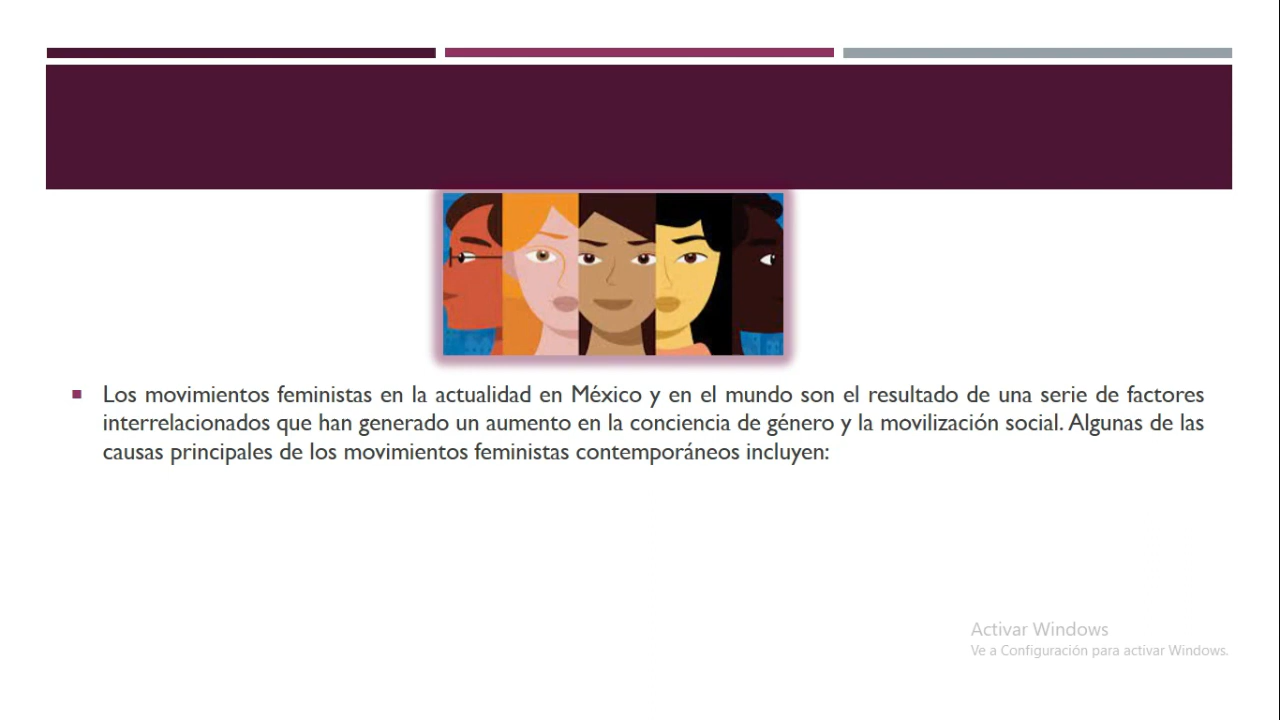 Los movimientos feministas en la actualidad en México y en el mundo son el resultado de una serie de factores
interrelacionados que han generado un aumento en la conciencia de género y la movilización social. Algunas de las
causas principales de los movimientos feministas contemporáneos incluyen:
Activar Windows
Ve a Configuración para activar Windows.